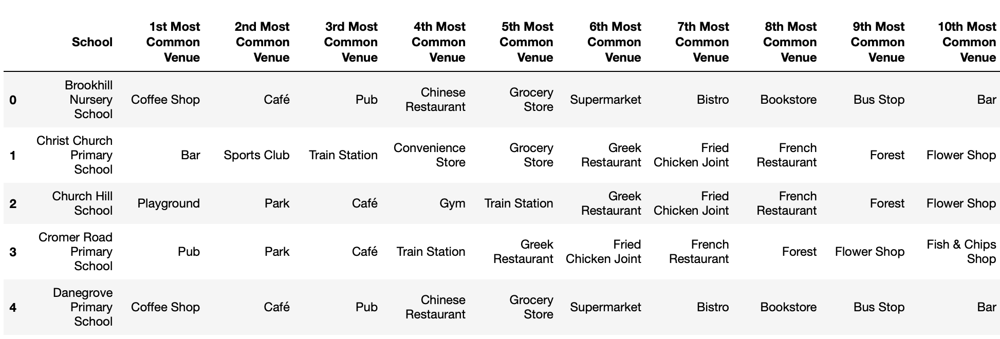 School 1st Most Common Venue 2nd Most Common Venue 3rd Most Common Venue 4th Most Common Venue 5th Most Common Venue 6th Most Common Venue 7th Most Common Venue 8th Most Common Venue 9th Most Common Venue 10th Most Common Venue
0 Brookhill Nursery School Coffee Shop Café Pub Chinese Restaurant Grocery Store Supermarket Bistro Bookstore Bus Stop Bar
1 Christ Church Primary School Bar Sports Club Train Station Convenience Store Grocery Store Greek Restaurant Fried Chicken Joint French Restaurant Forest Flower Shop
2 Church Hill School Playground Park Café Gym Train Station Greek Restaurant Fried Chicken Joint French Restaurant Forest Flower Shop
3 Cromer Road Primary School Pub Park Café Train Station Greek Restaurant Fried Chicken Joint French Restaurant Forest Flower Shop Fish & Chips Shop
4 Danegrove Primary School Coffee Shop Café Pub Chinese Restaurant Grocery Store Supermarket Bistro Bookstore Bus Stop Bar